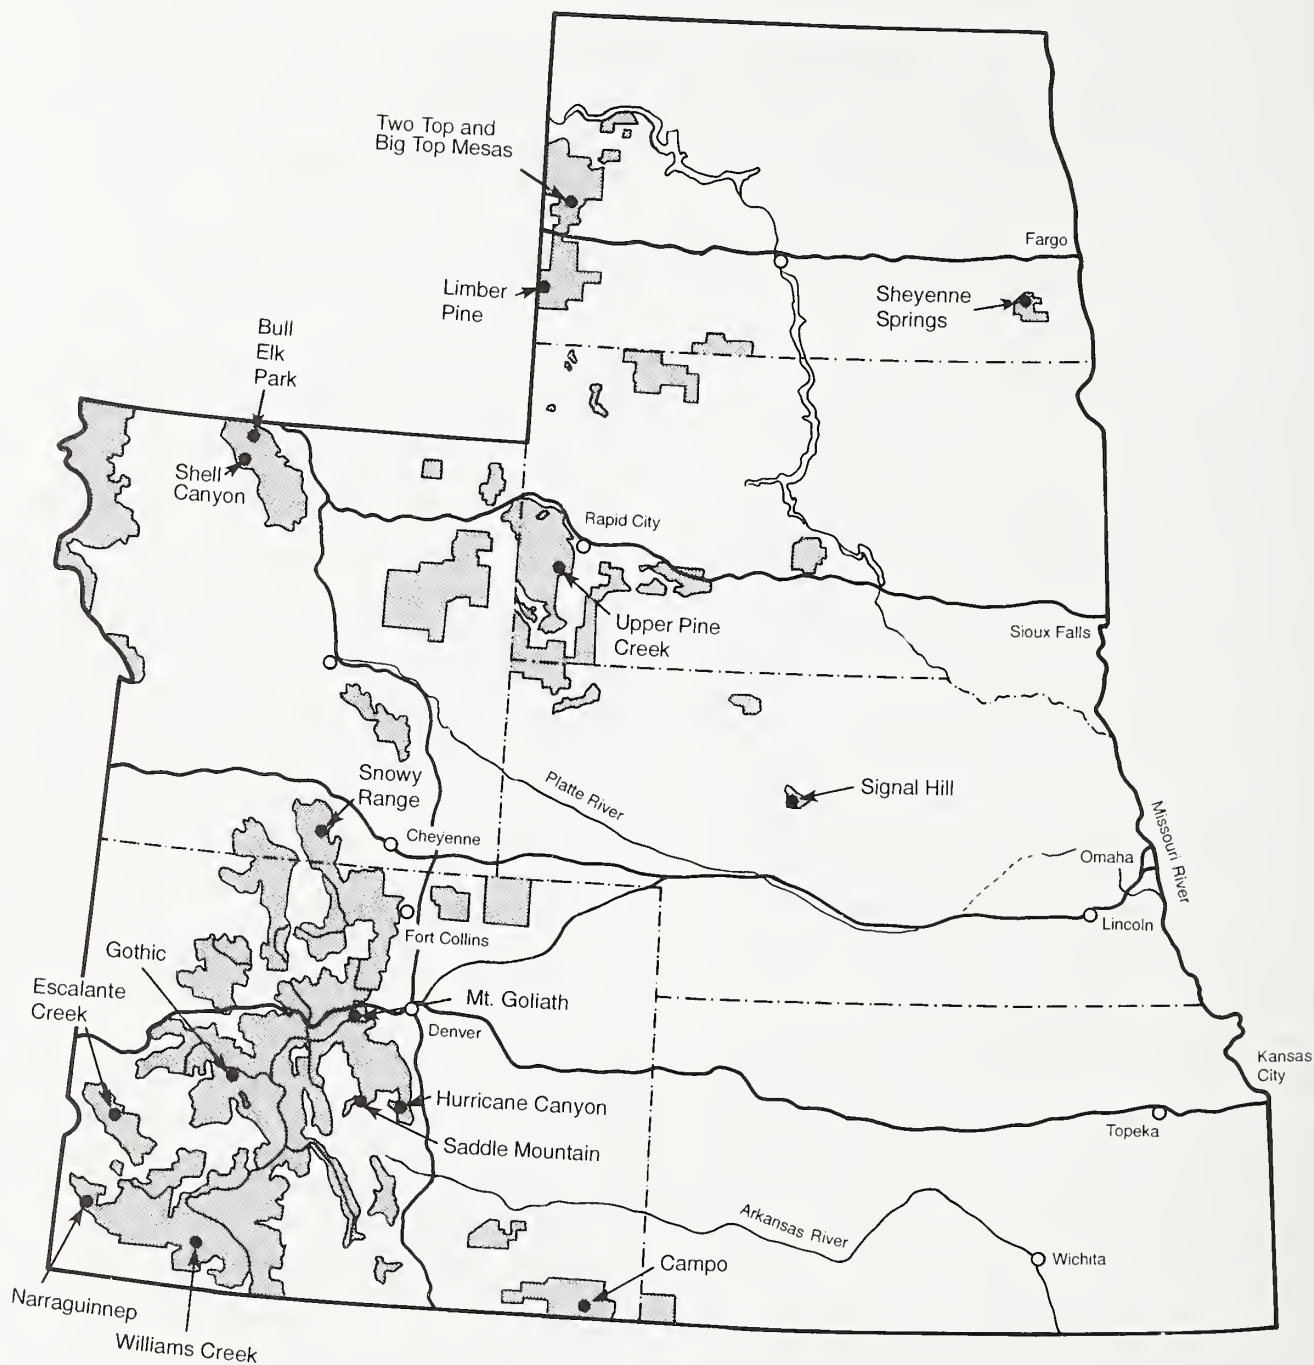 Two Top and
Big Top Mesas
Fargo
Limber
Pine
Sheyenne
Springs
Bull
Elk
Park
Shell
Canyon
Rapid City
Upper Pine
Creek
Sioux Falls
Snowy
Range
Platte River
Signal Hill
Cheyenne
Missouri River
Omaha
Lincoln
Fort Collins
Gothic
Escalante
Creek
Mt. Goliath
Denver
Kansas
City
Hurricane Canyon
Topeka
Saddle Mountain
Arkansas River
Wichita
Campo
Narraguinnep
Williams Creek